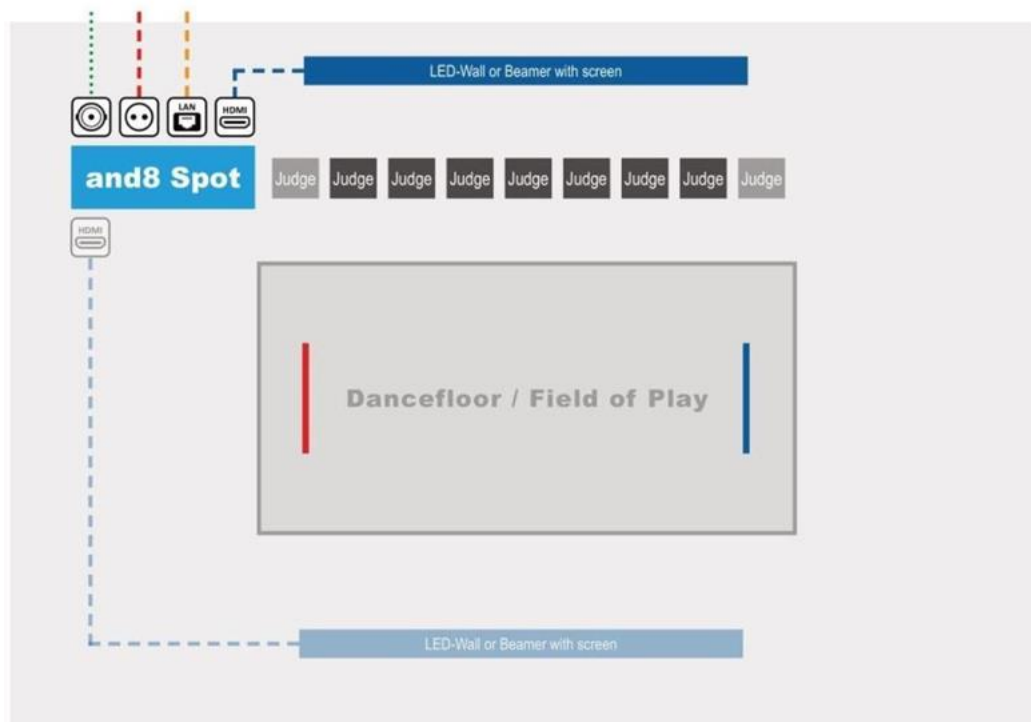 LED-Wall or Beamer with screen
LAN HDMI
and8 Spot Judge Judge Judge Judge Judge Judge Judge Judge Judge
HDMI
Dancefloor / Field of Play
LED-Wall or Beamer with screen